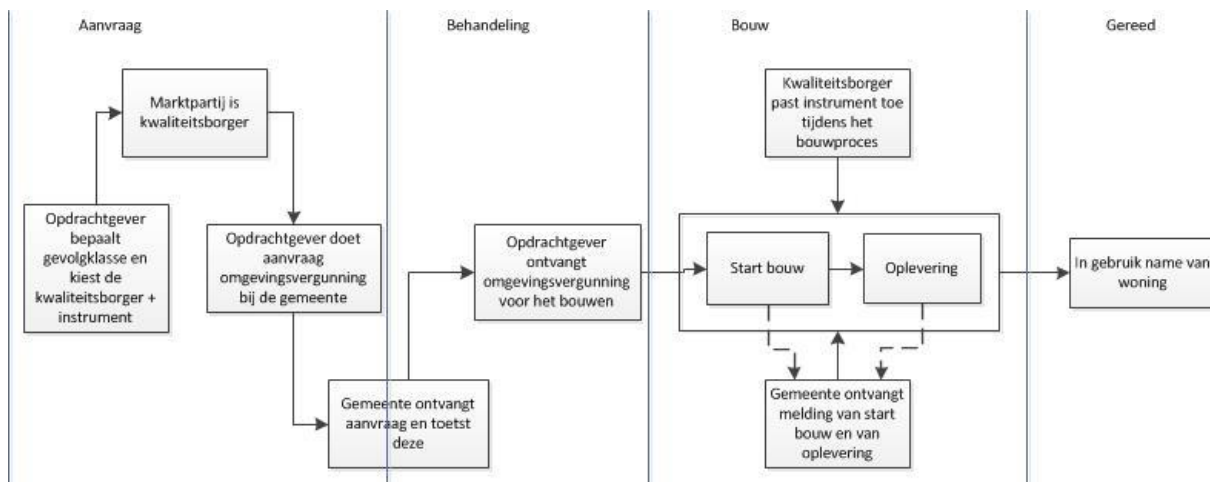 Aanvraag
Behandeling
Bouw
Gereed
Marktpartij is
kwaliteitsborger
Opdrachtgever
bepaalt
gevolgklasse en
kiest de
kwaliteitsborger +
instrument
Opdrachtgever doet
aanvraag
omgevingsvergunning
bij de gemeente
Gemeente ontvangt
aanvraag en toetst
deze
Opdrachtgever
ontvangt
omgevingsvergunning
voor het bouwen
Kwaliteitsborger
past instrument toe
tijdens het
bouwproces
Start bouw
Oplevering
Gemeente ontvangt
melding van start
bouw en van
oplevering
In gebruik name van
woning